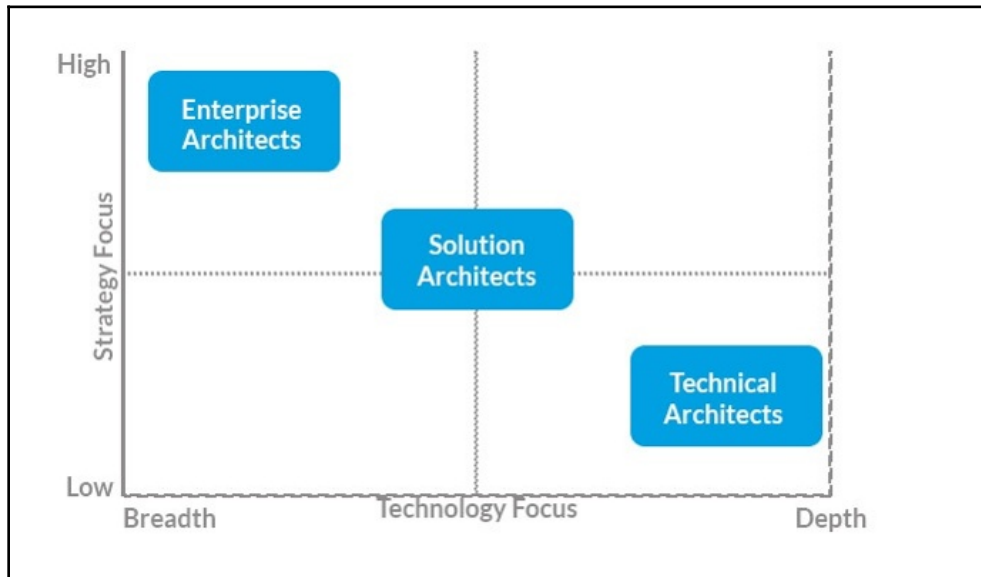 High
Enterprise
Architects
Strategy Focus
Solution
Architects
Technical
Architects
Low
Breadth
Technology Focus
Depth